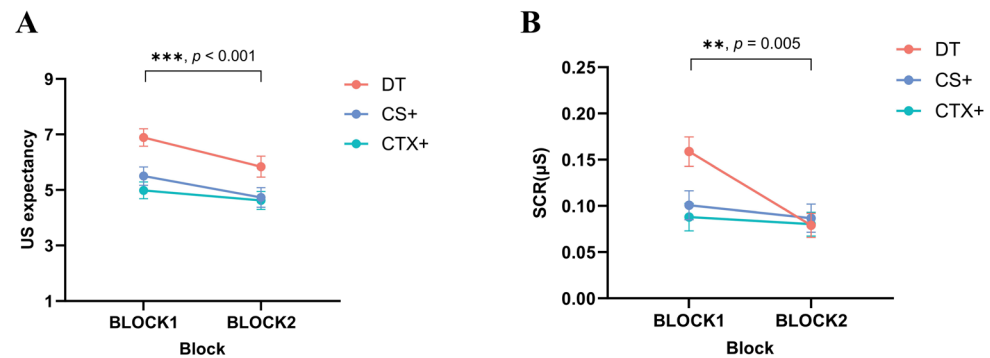 A
***, p < 0.001
9
7
5
3
1
US expectancy
BLOCK1
BLOCK2
Block
DT
CS+
CTX+
B
**, p = 0.005
0.25
0.20
0.15
0.10
0.05
0.00
SCR(μS)
BLOCK1
BLOCK2
Block
DT
CS+
CTX+